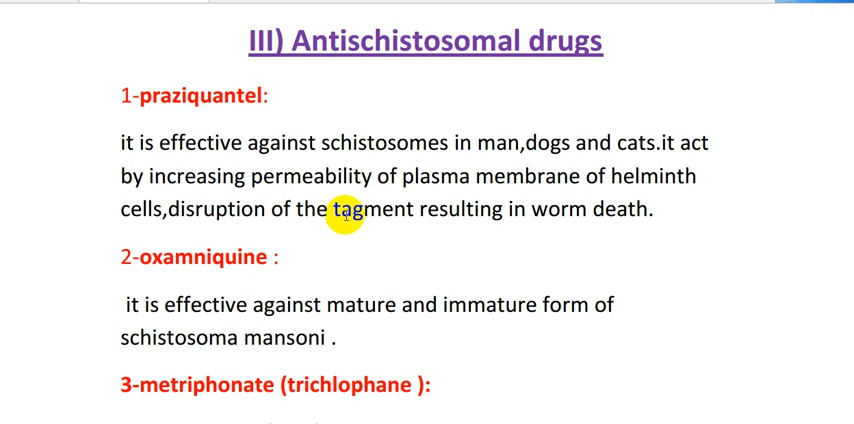 III) Antischistosomal drugs
1-praziquantel:
it is effective against schistosomes in man,dogs and cats.it act
by increasing permeability of plasma membrane of helminth
cells,disruption of the tagment resulting in worm death.
2-oxamniquine :
it is effective against mature and immature form of
schistosoma mansoni .
3-metriphonate (trichlophane ):